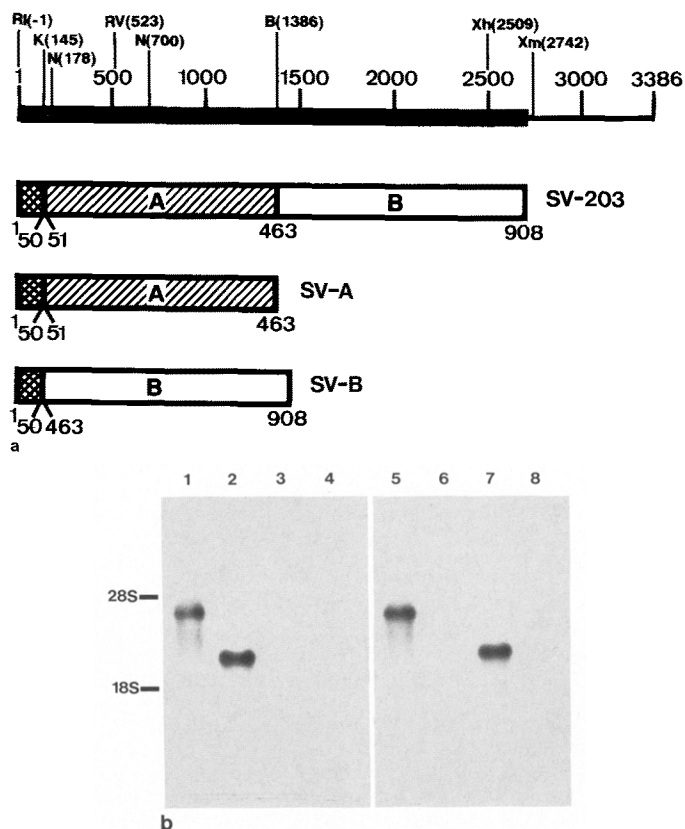 RI(-1) RV(523) B(1386) Xh(2509)
K(145) N(700) Xm(2742)
N(178)
1 500 1000 1500 2000 2500 3000 3386
A B SV-203
1 50 51 463 908
A SV-A
1 50 51 463
B SV-B
1 50 463 908
a
1 2 3 4 5 6 7 8
28S
18S
b